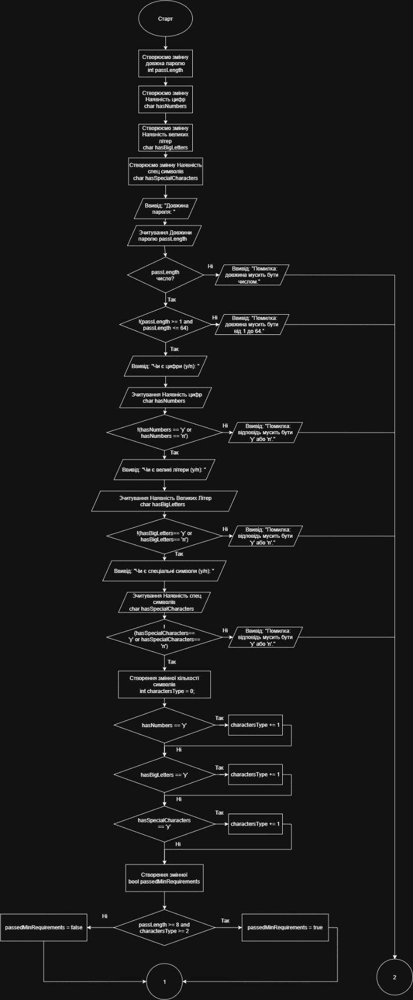 Старт
Створюємо змінну
довжна паролю
int passLength
Створюємо змінну
Наявність цифр
char hasNumbers
Створюємо змінну
Наявність великих
літер
char hasBigLetters
Створюємо змінну Наявність
спец символів
char hasSpecialCharacters
Ввивід: "Довжина
пароля: "
Зчитування Довжини
паролю passLength
passLength
число?
Ні
Ввивід: "Помилка:
довжина мусить бути
числом."
Так
!(passLength >= 1 and
passLength <= 64)
Ні
Ввивід: "Помилка:
довжина мусить бути
від 1 до 64."
Так
Ввивід: "Чи є цифри (y/n): "
Зчитування Наявність цифр
char hasNumbers
!(hasNumbers == 'y' or
hasNumbers == 'n')
Ні
Ввивід: "Помилка:
відповідь мусить бути
'y' або 'n'."
Так
Ввивід: "Чи є великі літери (y/n): "
Зчитування Наявність Великих Літер
char hasBigLetters
!(hasBigLetters== 'y' or
hasBigLetters== 'n')
Ні
Ввивід: "Помилка:
відповідь мусить бути
'y' або 'n'."
Так
Ввивід: "Чи є спеціальні символи (y/n): "
Зчитування Наявність спец
символів
char hasSpecialCharacters
!
(hasSpecialCharacters==
'y' or hasSpecialCharacters==
'n')
Ні
Ввивід: "Помилка:
відповідь мусить бути
'y' або 'n'."
Так
Створення змінної кількості
символів
int charactersType = 0;
hasNumbers == 'y'
Так
charactersType += 1
Ні
hasBigLetters == 'y'
Так
charactersType += 1
Ні
hasSpecialCharacters
== 'y'
Так
charactersType += 1
Ні
Створення змінної
bool passedMinRequirements
passLength >= 8 and
charactersType >= 2
Ні
passedMinRequirements = false
Так
passedMinRequirements = true
1
2